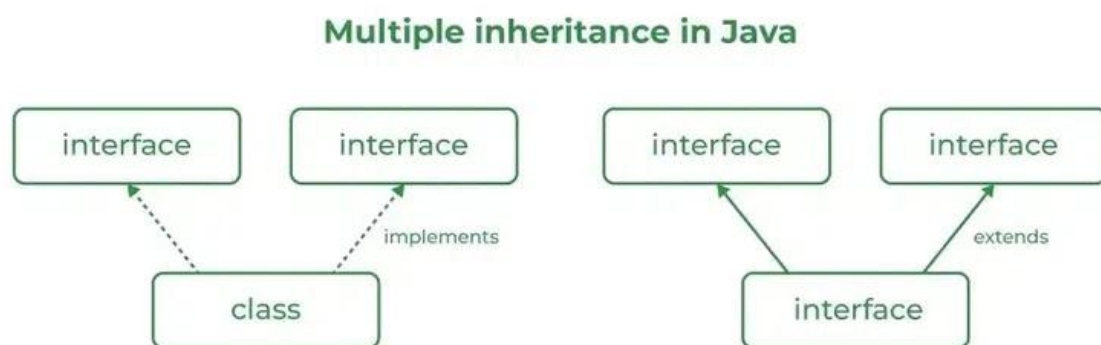 Multiple inheritance in Java
interface
interface
interface
interface
implements
extends
class
interface